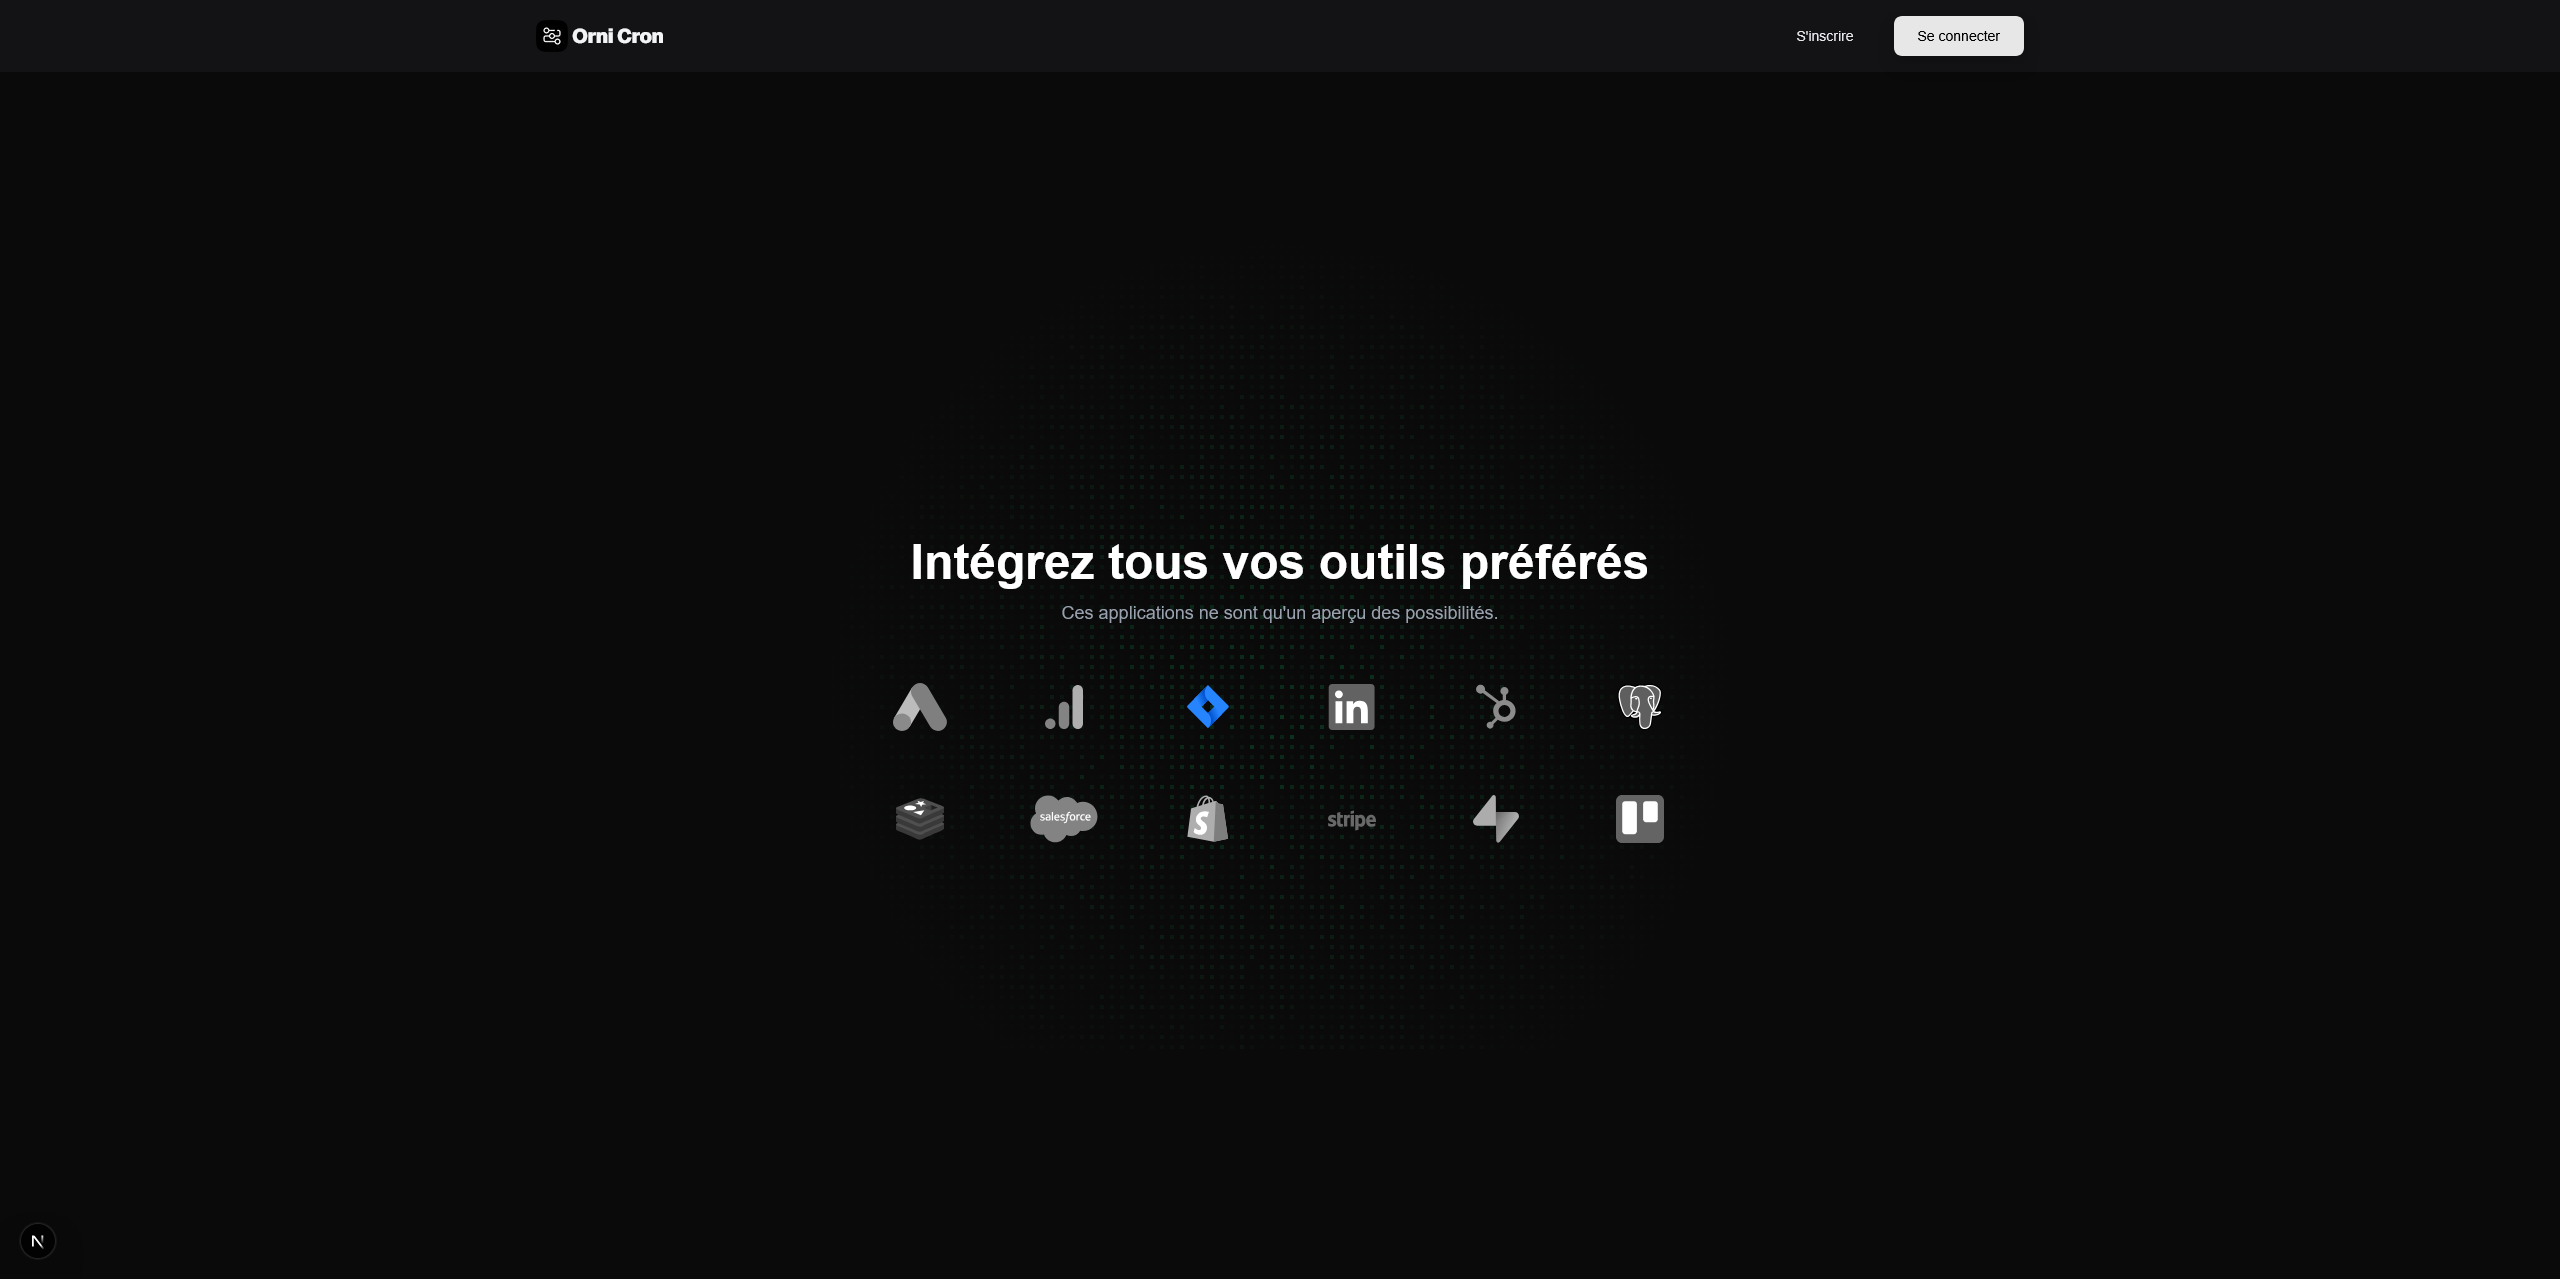 Orni Cron
S'inscrire
Se connecter
Intégrez tous vos outils préférés
Ces applications ne sont qu'un aperçu des possibilités.
in
salesforce
S
stripe
N